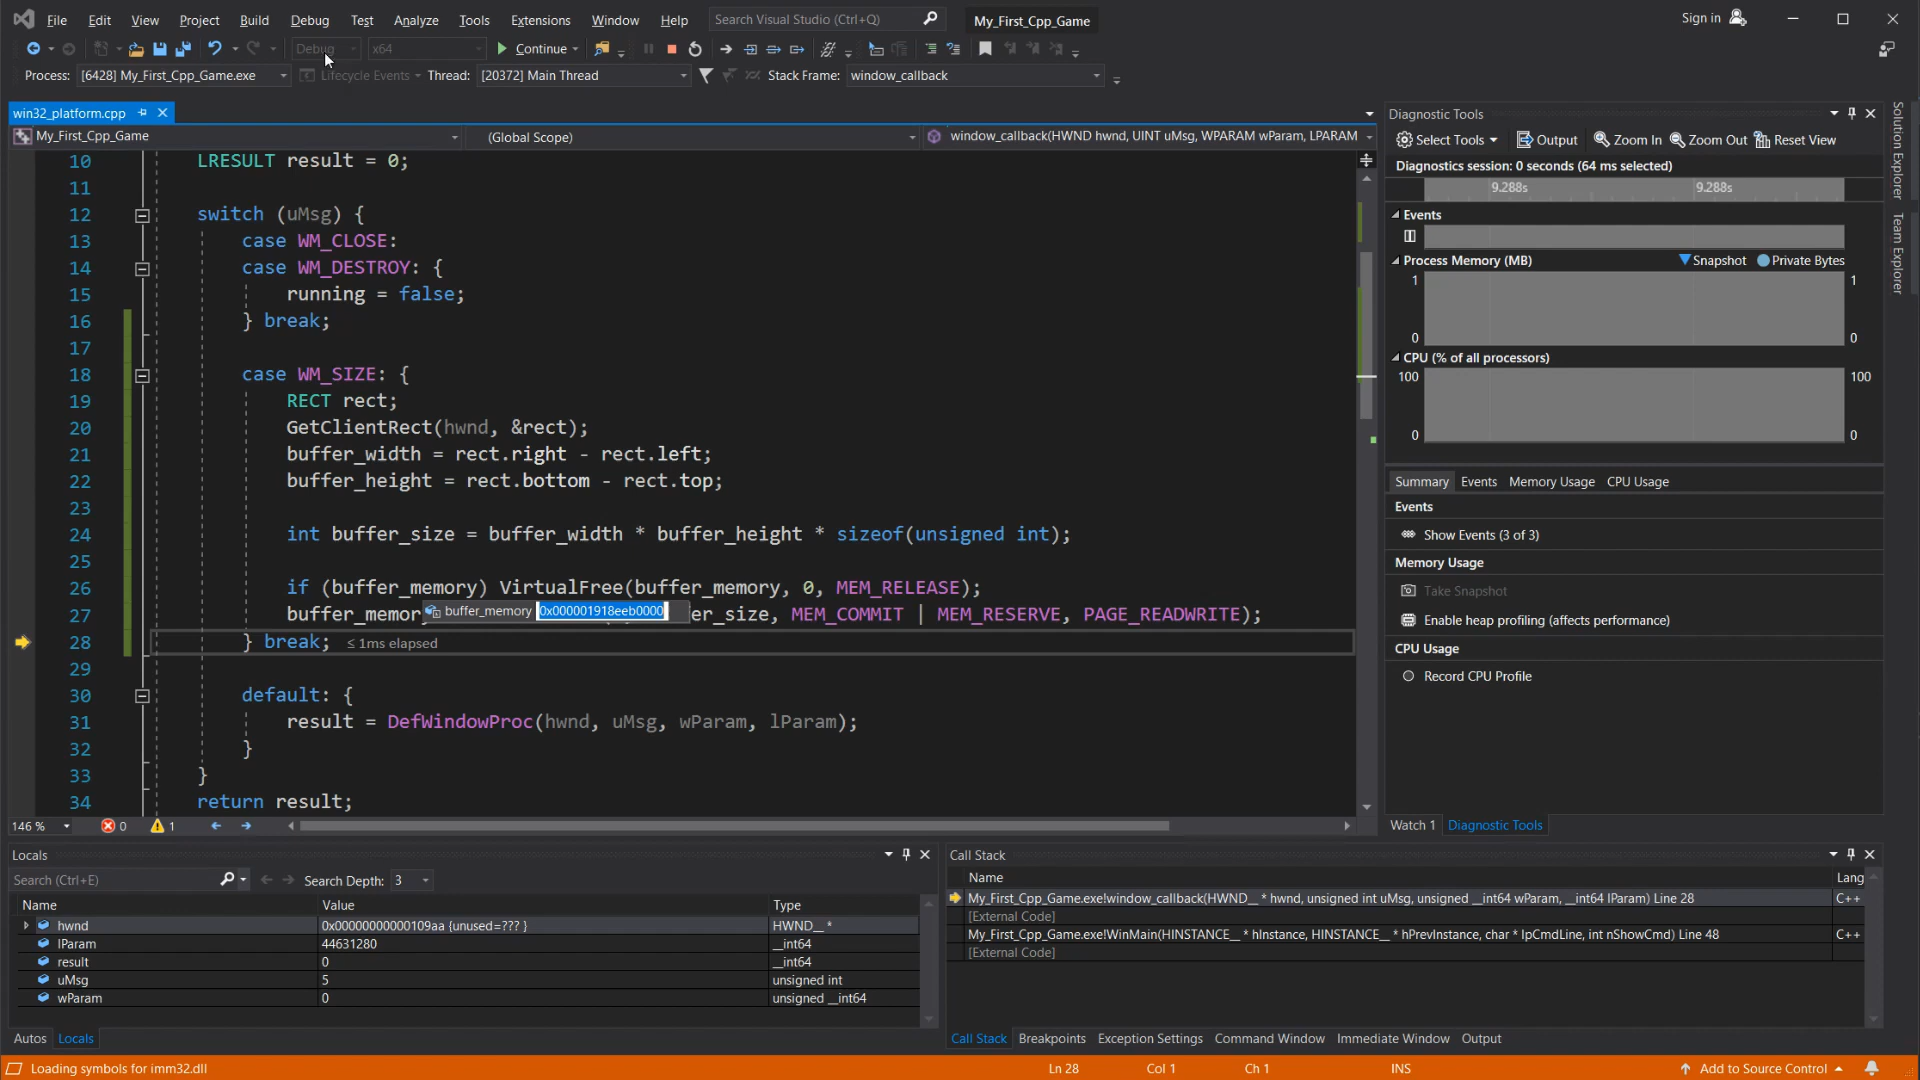 File Edit View Project Build Debug Test Analyze Tools Extensions Window Help Search Visual Studio (Ctrl+Q) My_First_Cpp_Game Sign in
Debug x64 Continue
Process: [6428] My_First_Cpp_Game.exe Lifecycle Events Thread: [20372] Main Thread Stack Frame: window_callback
win32_platform.cpp
My_First_Cpp_Game (Global Scope) window_callback(HWND hwnd, UINT uMsg, WPARAM wParam, LPARAM
10 LRESULT result = 0;
11
12 switch (uMsg) {
13 case WM_CLOSE:
14 case WM_DESTROY: {
15 running = false;
16 } break;
17
18 case WM_SIZE: {
19 RECT rect;
20 GetClientRect(hwnd, &rect);
21 buffer_width = rect.right - rect.left;
22 buffer_height = rect.bottom - rect.top;
23
24 int buffer_size = buffer_width * buffer_height * sizeof(unsigned int);
25
26 if (buffer_memory) VirtualFree(buffer_memory, 0, MEM_RELEASE);
buffer_memory 0x000001918eeb0000
27 buffer_memor er_size, MEM_COMMIT | MEM_RESERVE, PAGE_READWRITE);
28 } break; ≤ 1ms elapsed
29
30 default: {
31 result = DefWindowProc(hwnd, uMsg, wParam, lParam);
32 }
33 }
34 return result;
146 % 0 1
Diagnostic Tools
Select Tools Output Zoom In Zoom Out Reset View
Diagnostics session: 0 seconds (64 ms selected)
9.288s 9.288s
Events
Process Memory (MB) Snapshot Private Bytes
1 1
0 0
CPU (% of all processors)
100 100
0 0
Summary Events Memory Usage CPU Usage
Events
Show Events (3 of 3)
Memory Usage
Take Snapshot
Enable heap profiling (affects performance)
CPU Usage
Record CPU Profile
Watch 1 Diagnostic Tools
Solution Explorer
Team Explorer
Locals
Search (Ctrl+E) Search Depth: 3
Name Value Type
hwnd 0x00000000000109aa {unused=??? } HWND__ *
lParam 44631280 __int64
result 0 __int64
uMsg 5 unsigned int
wParam 0 unsigned __int64
Autos Locals
Call Stack
Name Lang
My_First_Cpp_Game.exe!window_callback(HWND__ * hwnd, unsigned int uMsg, unsigned __int64 wParam, __int64 lParam) Line 28 C++
[External Code]
My_First_Cpp_Game.exe!WinMain(HINSTANCE__ * hInstance, HINSTANCE__ * hPrevInstance, char * lpCmdLine, int nShowCmd) Line 48 C++
[External Code]
Call Stack Breakpoints Exception Settings Command Window Immediate Window Output
Loading symbols for imm32.dll Ln 28 Col 1 Ch 1 INS Add to Source Control